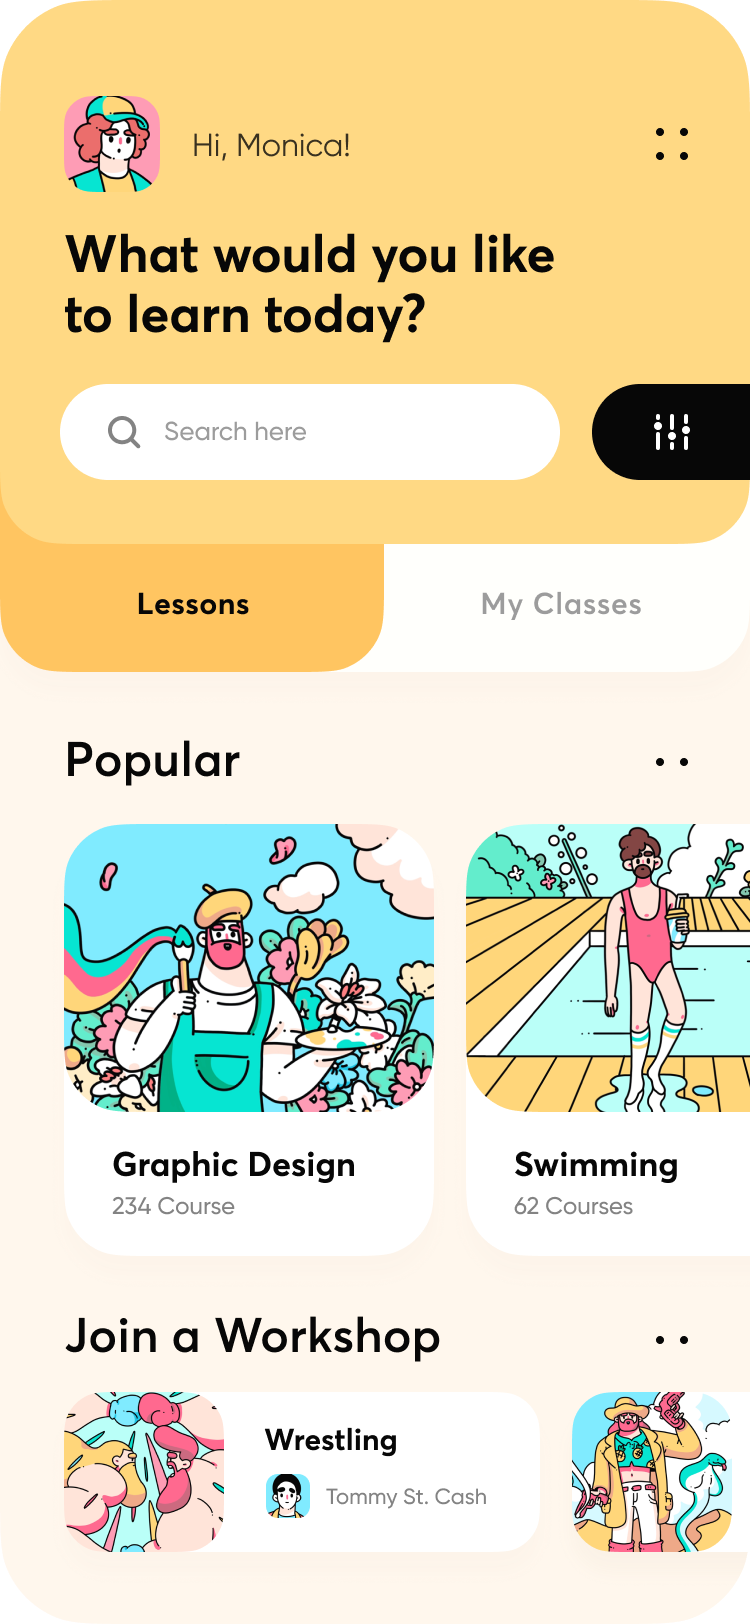 Hi, Monica!
What would you like
to learn today?
Search here
Lessons
My Classes
Popular
Graphic Design
234 Course
Swimming
62 Courses
Join a Workshop
Wrestling
Tommy St. Cash